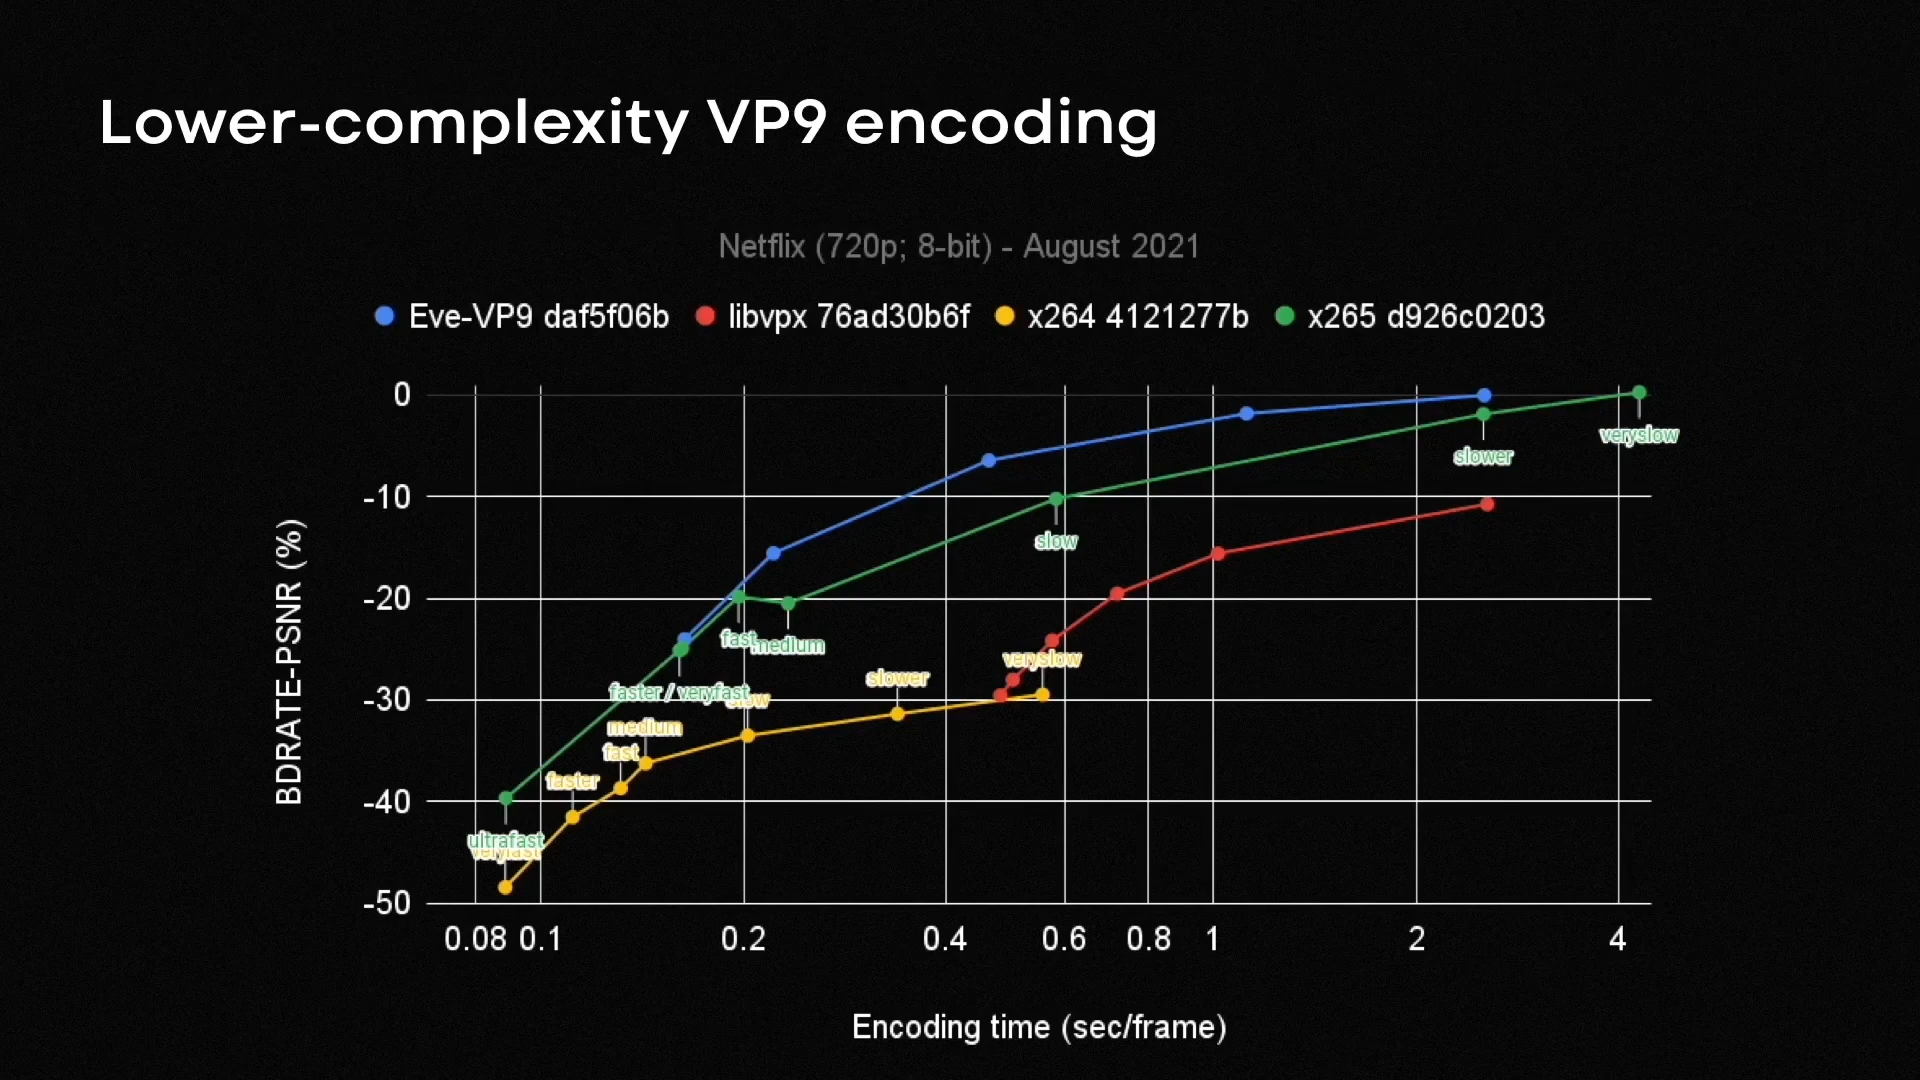 Lower-complexity VP9 encoding
Netflix (720p; 8-bit) - August 2021
Eve-VP9 daf5f06b libvpx 76ad30b6f x264 4121277b x265 d926c0203
BDRATE-PSNR (%)
0
-10
-20
-30
-40
-50
veryslow
slower
slow
fast medium
veryslow
slower
faster / veryfast slow
medium
fast
faster
ultrafast
veryfast
0.08 0.1 0.2 0.4 0.6 0.8 1 2 4
Encoding time (sec/frame)